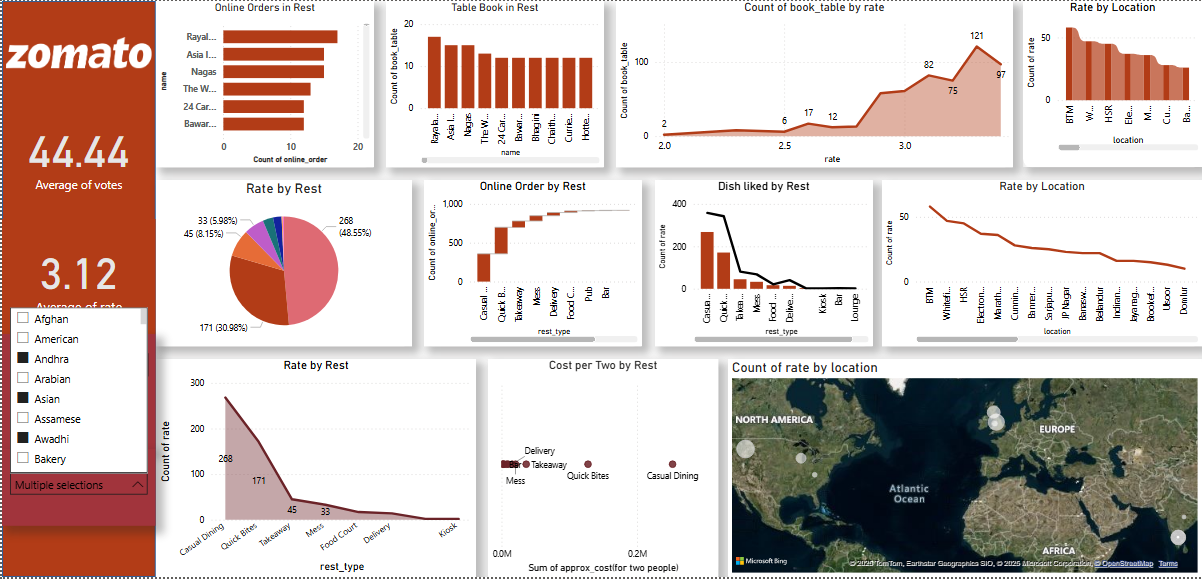 zomato
44.44
Average of votes
3.12
Average of rate
Afghan
American
Andhra
Arabian
Asian
Assamese
Awadhi
Bakery
Multiple selections
Online Orders in Rest
name
Rayal...
Asia I...
Nagas
The W...
24 Car...
Bawar...
0 10 20
Count of online_order
Table Book in Rest
Count of book_table
20
10
0
Rayala...
Asia I...
Nagas
The W...
24 Car...
Bawar...
Bhagini
Chaith...
Currie...
Hotte...
name
Count of book_table by rate
Count of book_table
100
0
2
6
17
12
82
75
121
97
2.0 2.5 3.0
rate
Rate by Location
Count of rate
50
0
BTM
W...
HSR
Ele...
M...
Cu...
Ba...
location
Rate by Rest
33 (5.98%)
45 (8.15%)
171 (30.98%)
268
(48.55%)
Online Order by Rest
Count of online_or...
1,000
500
0
Casual ...
Quick B...
Takeaway
Mess
Delivery
Food C...
Pub
Bar
rest_type
Dish liked by Rest
Count of rate
400
200
0
Casua...
Quick ...
Takea...
Mess
Food ...
Delive...
Kiosk
Bar
Lounge
rest_type
Rate by Location
Count of rate
50
0
BTM
Whitef...
HSR
Electron...
Marath...
Cummin...
Banner...
Sarjapu...
JP Nagar
Banasw...
Bellandur
Indiran...
Jayanag...
Brookef...
Ulsoor
Domlur
location
Rate by Rest
Count of rate
300
200
100
0
268
171
45
33
Casual Dining
Quick Bites
Takeaway
Mess
Food Court
Delivery
Kiosk
rest_type
Cost per Two by Rest
Delivery
Bar
Takeaway
Mess
Quick Bites
Casual Dining
0.0M 0.2M
Sum of approx_cost(for two people)
Count of rate by location
NORTH AMERICA
EUROPE
Atlantic
Ocean
AFRICA
Microsoft Bing
© 2025 TomTom, Earthstar Geographics SIO, © 2025 Microsoft Corporation, © OpenStreetMap Terms